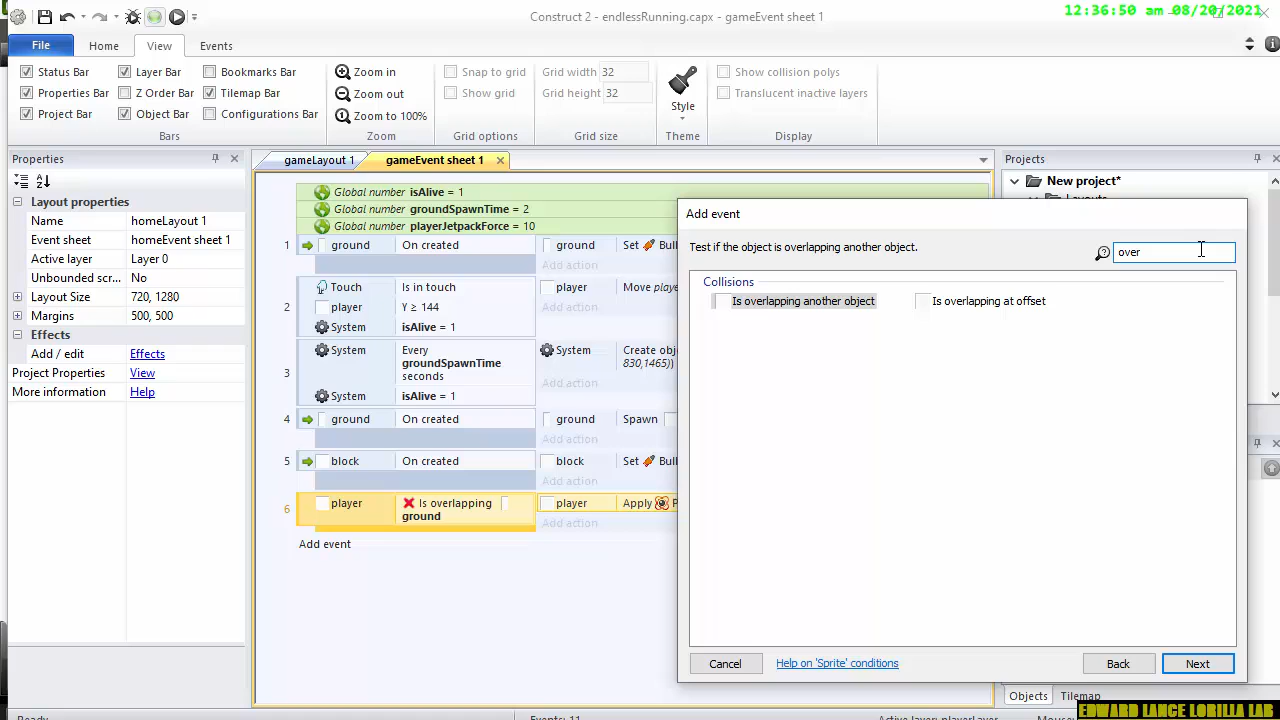 Construct 2 - endlessRunning.capx - gameEvent sheet 1
12:36:50 am 08/20/2021
File
Home
View
Events
Status Bar
Layer Bar
Bookmarks Bar
Properties Bar
Z Order Bar
Tilemap Bar
Project Bar
Object Bar
Configurations Bar
Bars
Zoom in
Zoom out
Zoom to 100%
Zoom
Snap to grid
Show grid
Grid options
Grid width 32
Grid height 32
Grid size
Style
Theme
Show collision polys
Translucent inactive layers
Display
Properties
Layout properties
Name homeLayout 1
Event sheet homeEvent sheet 1
Active layer Layer 0
Layout name
Unbounded scr... No
Layout Size 720, 1280
Margins 500, 500
Effects
Add / edit Effects
Project Properties View
More information Help
gameLayout 1
gameEvent sheet 1
Global number isAlive = 1
Global number groundSpawnTime = 2
Global number playerJetpackForce = 10
1 ground On created ground Set Bull
Add action
2 Touch Is in touch player Move playe
player Y ≥ 144
System isAlive = 1
3 System Every groundSpawnTime seconds System Create obje
830,1465))
Add action
System isAlive = 1
4 ground On created ground Spawn
Add action
5 block On created block Set Bull
Add action
6 player Is overlapping ground player Apply P
Add action
Add event
Projects
New project*
Layouts
Add event
Test if the object is overlapping another object.
over
Collisions
Is overlapping another object
Is overlapping at offset
Cancel
Help on 'Sprite' conditions
Back
Next
Objects
Tilemap
Ready
Events: 11
Active layer: playerLayer
Mouse
EDWARD LANCE LORILLA LAB